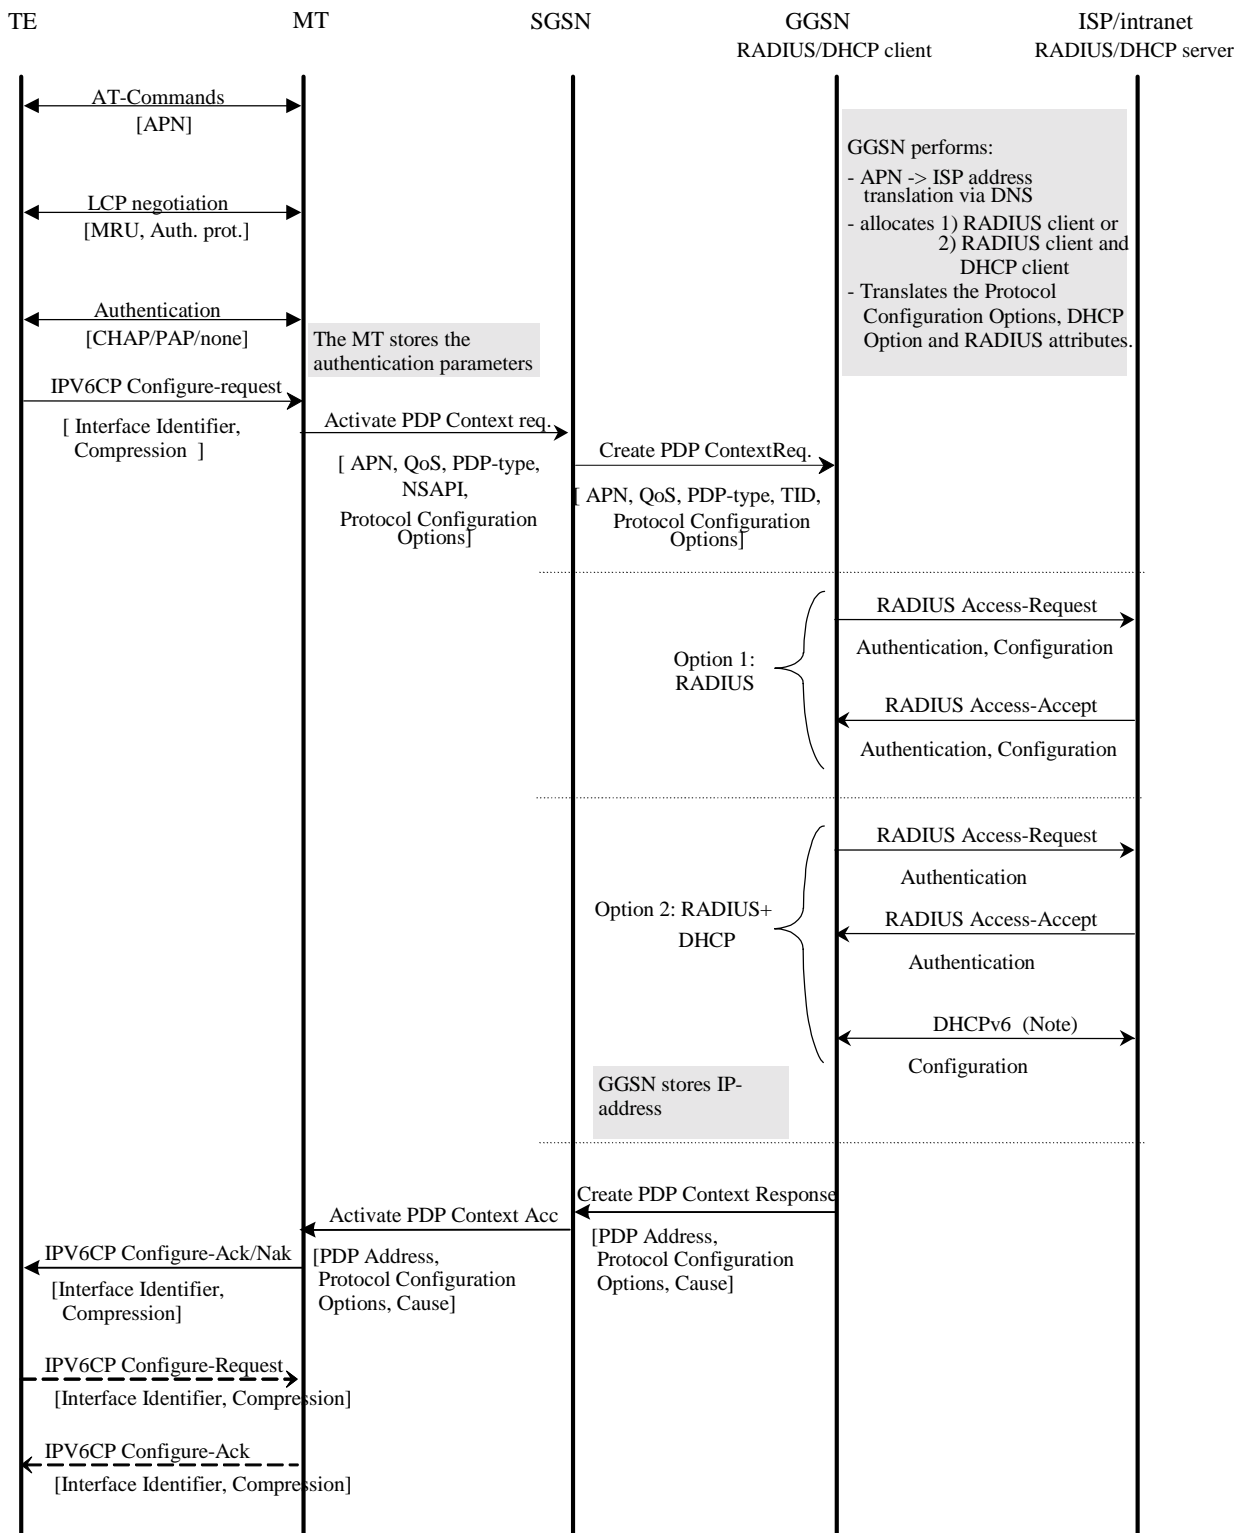 TE
MT
SGSN
GGSN
RADIUS/DHCP client
ISP/intranet
RADIUS/DHCP server
AT-Commands
[APN]
GGSN performs:
- APN -> ISP address
translation via DNS
- allocates 1) RADIUS client or
2) RADIUS client and
DHCP client
- Translates the Protocol
Configuration Options, DHCP
Option and RADIUS attributes.
LCP negotiation
[MRU, Auth. prot.]
Authentication
[CHAP/PAP/none]
The MT stores the
authentication parameters
IPV6CP Configure-request
[ Interface Identifier,
Compression ]
Activate PDP Context req.
[ APN, QoS, PDP-type,
NSAPI,
Protocol Configuration
Options]
Create PDP ContextReq.
[ APN, QoS, PDP-type, TID,
Protocol Configuration
Options]
Option 1:
RADIUS
RADIUS Access-Request
Authentication, Configuration
RADIUS Access-Accept
Authentication, Configuration
Option 2: RADIUS+
DHCP
RADIUS Access-Request
Authentication
RADIUS Access-Accept
Authentication
DHCPv6 (Note)
Configuration
GGSN stores IP-
address
Create PDP Context Response
[PDP Address,
Protocol Configuration
Options, Cause]
Activate PDP Context Acc
[PDP Address,
Protocol Configuration
Options, Cause]
IPV6CP Configure-Ack/Nak
[Interface Identifier,
Compression]
IPV6CP Configure-Request
[Interface Identifier, Compression]
IPV6CP Configure-Ack
[Interface Identifier, Compression]